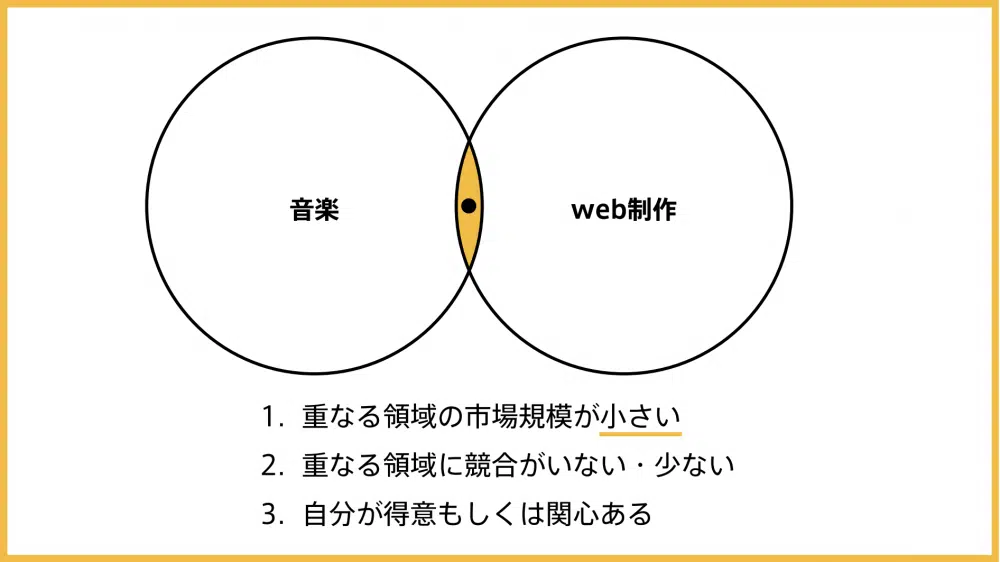 音楽
web制作
1. 重なる領域の市場規模が小さい
2. 重なる領域に競合がいない・少ない
3. 自分が得意もしくは関心ある